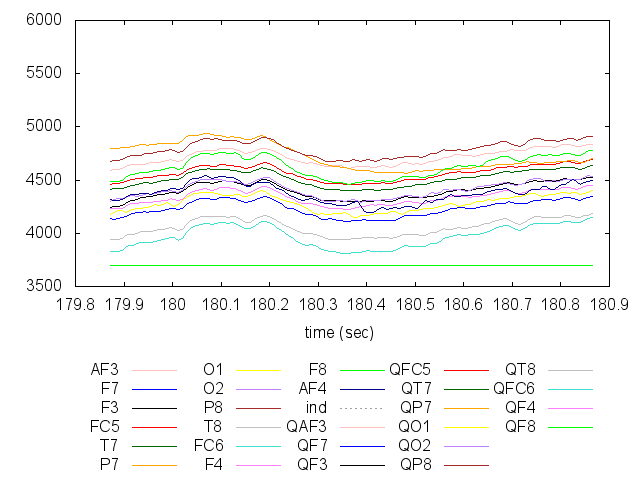 6000
5500
5000
4500
4000
3500
179.8 179.9 180 180.1 180.2 180.3 180.4 180.5 180.6 180.7 180.8 180.9
time (sec)
AF3 O1 F8 QFC5 QT8
F7 O2 AF4 QT7 QFC6
F3 P8 ind QP7 QF4
FC5 T8 QAF3 QO1 QF8
T7 FC6 QF7 QO2
P7 F4 QF3 QP8